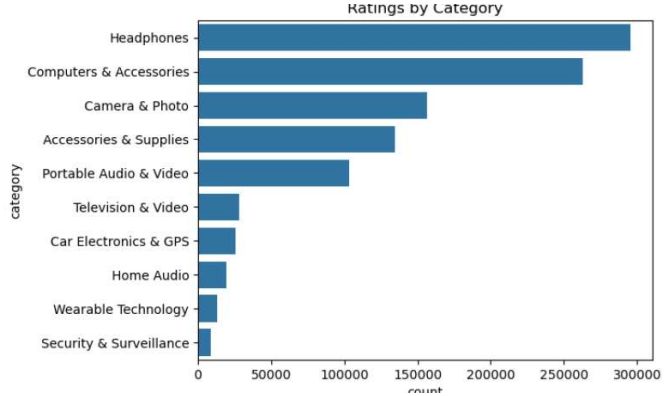 Ratings by Category
Headphones
Computers & Accessories
Camera & Photo
Accessories & Supplies
Portable Audio & Video
Television & Video
Car Electronics & GPS
Home Audio
Wearable Technology
Security & Surveillance
category
0 50000 100000 150000 200000 250000 300000
count